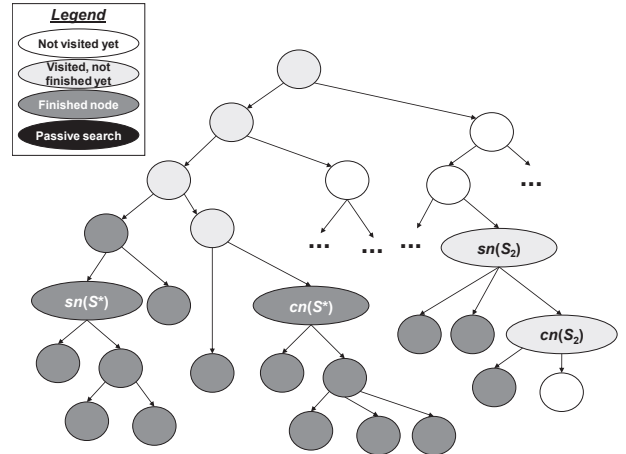 Legend
Not visited yet
Visited, not
finished yet
Finished node
Passive search
...
... ... ...
sn(S₂)
sn(S*)
cn(S*)
cn(S₂)